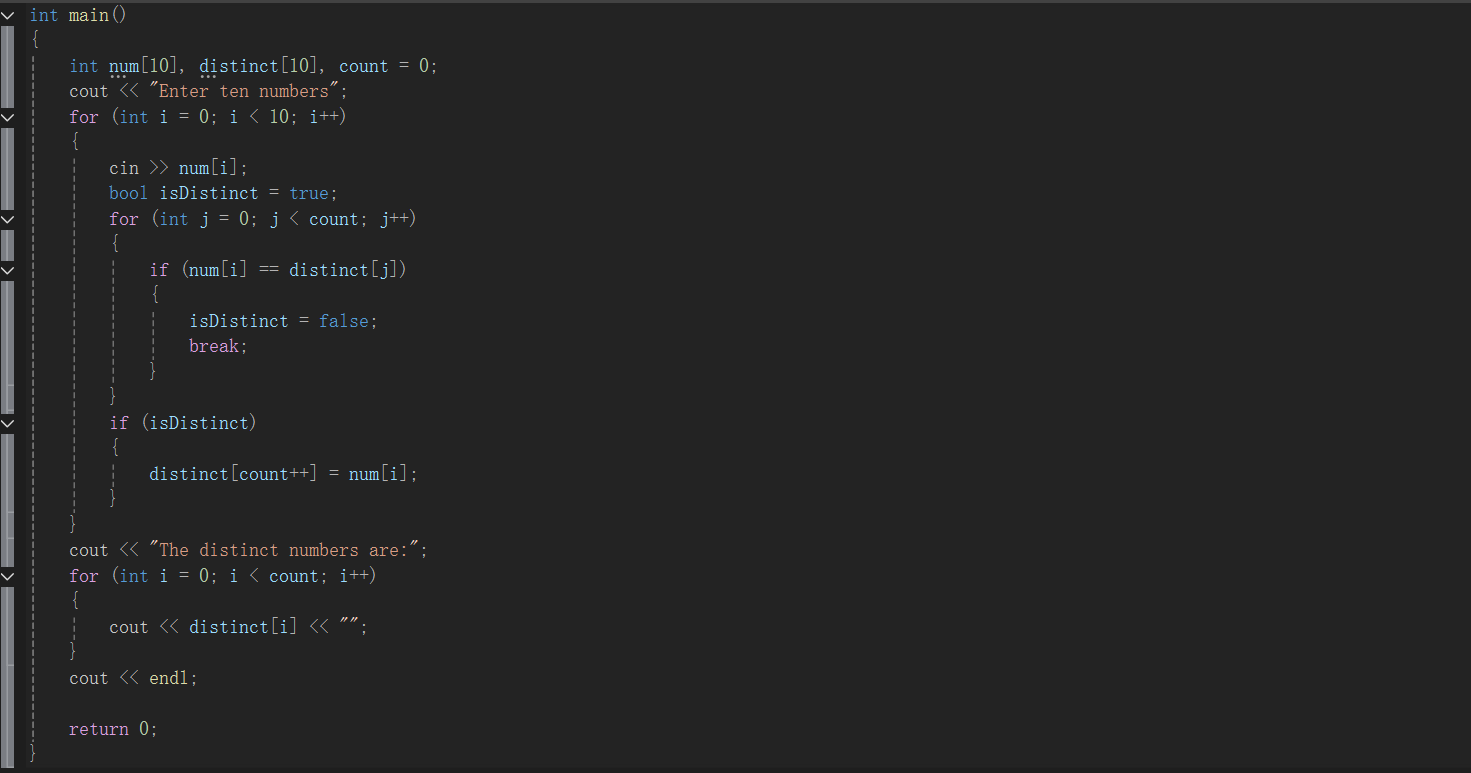 int main()
{
int num[10], distinct[10], count = 0;
cout << "Enter ten numbers";
for (int i = 0; i < 10; i++)
{
cin >> num[i];
bool isDistinct = true;
for (int j = 0; j < count; j++)
{
if (num[i] == distinct[j])
{
isDistinct = false;
break;
}
}
if (isDistinct)
{
distinct[count++] = num[i];
}
}
cout << "The distinct numbers are:";
for (int i = 0; i < count; i++)
{
cout << distinct[i] << "";
}
cout << endl;
return 0;
}